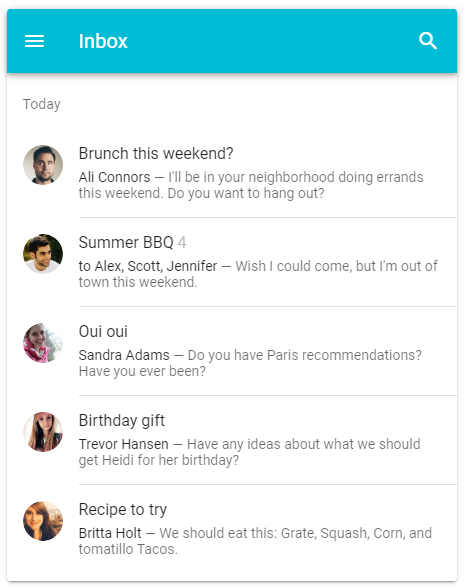 Inbox
Today
Brunch this weekend?
Ali Connors — I'll be in your neighborhood doing errands
this weekend. Do you want to hang out?
Summer BBQ 4
to Alex, Scott, Jennifer — Wish I could come, but I'm out of
town this weekend.
Oui oui
Sandra Adams — Do you have Paris recommendations?
Have you ever been?
Birthday gift
Trevor Hansen — Have any ideas about what we should
get Heidi for her birthday?
Recipe to try
Britta Holt — We should eat this: Grate, Squash, Corn, and
tomatillo Tacos.